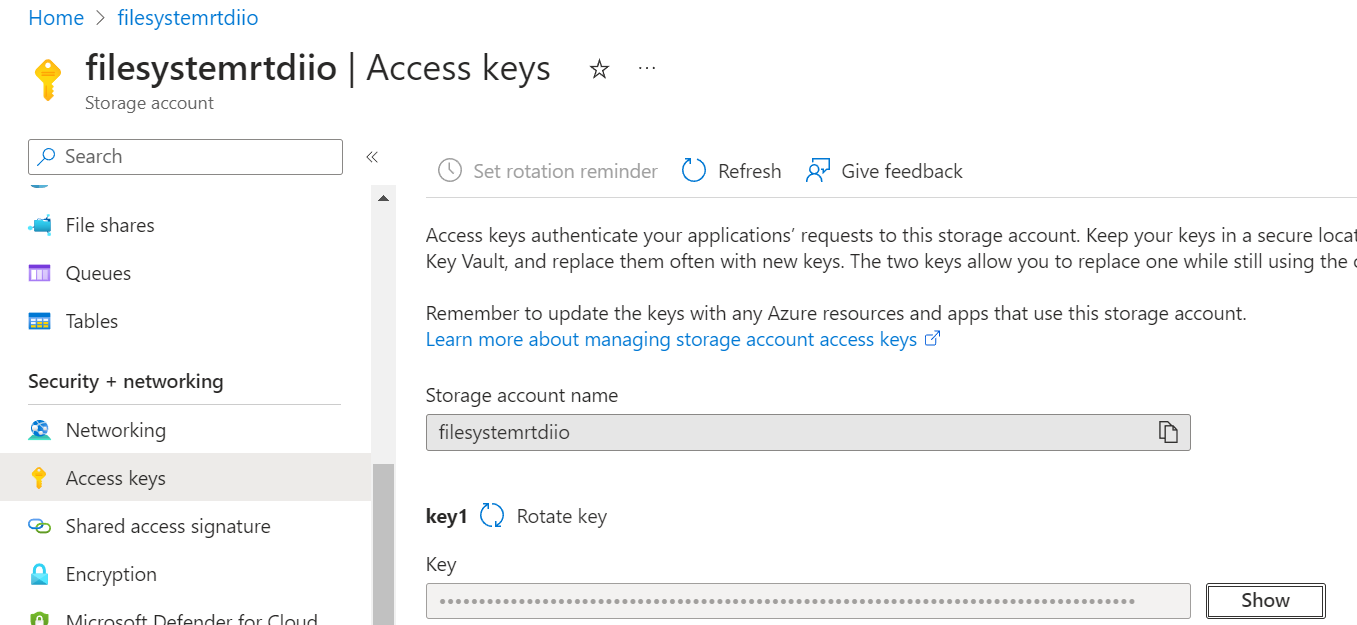 Home > filesystemrtdiio
filesystemrtdiio | Access keys
Storage account
Search
File shares
Queues
Tables
Security + networking
Networking
Access keys
Shared access signature
Encryption
Microsoft Defender for Cloud
Set rotation reminder
Refresh
Give feedback
Access keys authenticate your applications’ requests to this storage account. Keep your keys in a secure
Key Vault, and replace them often with new keys. The two keys allow you to replace one while still using the
Remember to update the keys with any Azure resources and apps that use this storage account.
Learn more about managing storage account access keys
Storage account name
filesystemrtdiio
key1 Rotate key
Key
Show